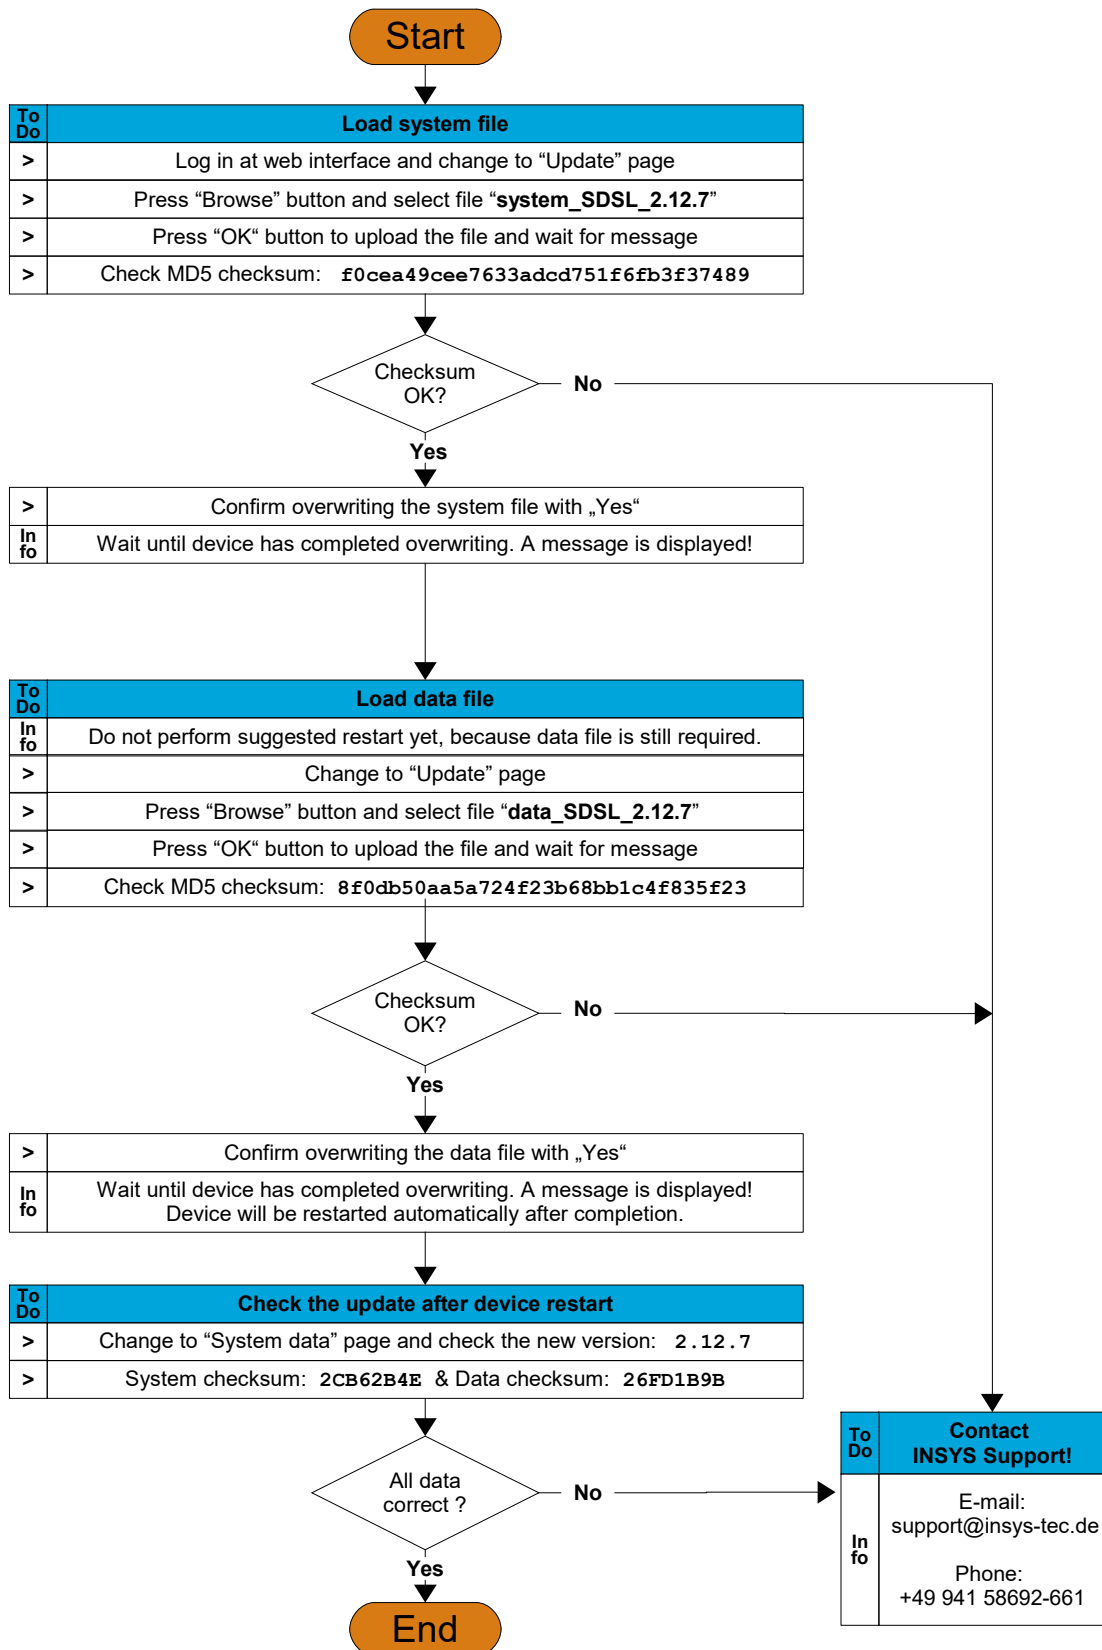 Start
To Do Load system file
> Log in at web interface and change to “Update” page
> Press “Browse” button and select file “system_SDSL_2.12.7”
> Press “OK“ button to upload the file and wait for message
> Check MD5 checksum: f0cea49cee7633adcd751f6fb3f37489
Checksum
OK?
No
Yes
> Confirm overwriting the system file with „Yes“
In fo Wait until device has completed overwriting. A message is displayed!
To Do Load data file
In fo Do not perform suggested restart yet, because data file is still required.
> Change to “Update” page
> Press “Browse” button and select file “data_SDSL_2.12.7”
> Press “OK“ button to upload the file and wait for message
> Check MD5 checksum: 8f0db50aa5a724f23b68bb1c4f835f23
Checksum
OK?
No
Yes
> Confirm overwriting the data file with „Yes“
In fo Wait until device has completed overwriting. A message is displayed!
Device will be restarted automatically after completion.
To Do Check the update after device restart
> Change to “System data” page and check the new version: 2.12.7
> System checksum: 2CB62B4E & Data checksum: 26FD1B9B
All data
correct ?
No
Yes
End
To Do Contact
INSYS Support!
In fo E-mail:
support@insys-tec.de
Phone:
+49 941 58692-661